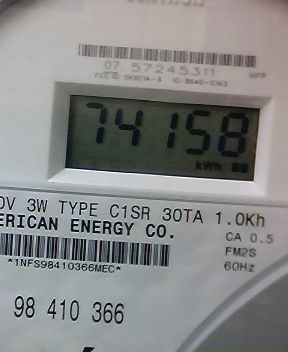 07 57245311
HFP
74158
kWh
0V 3W TYPE C1SR 30TA 1.0Kh
ERICAN ENERGY CO.
CA 0.5
*1NFS98410366MEC*
FM2S
60Hz
98 410 366